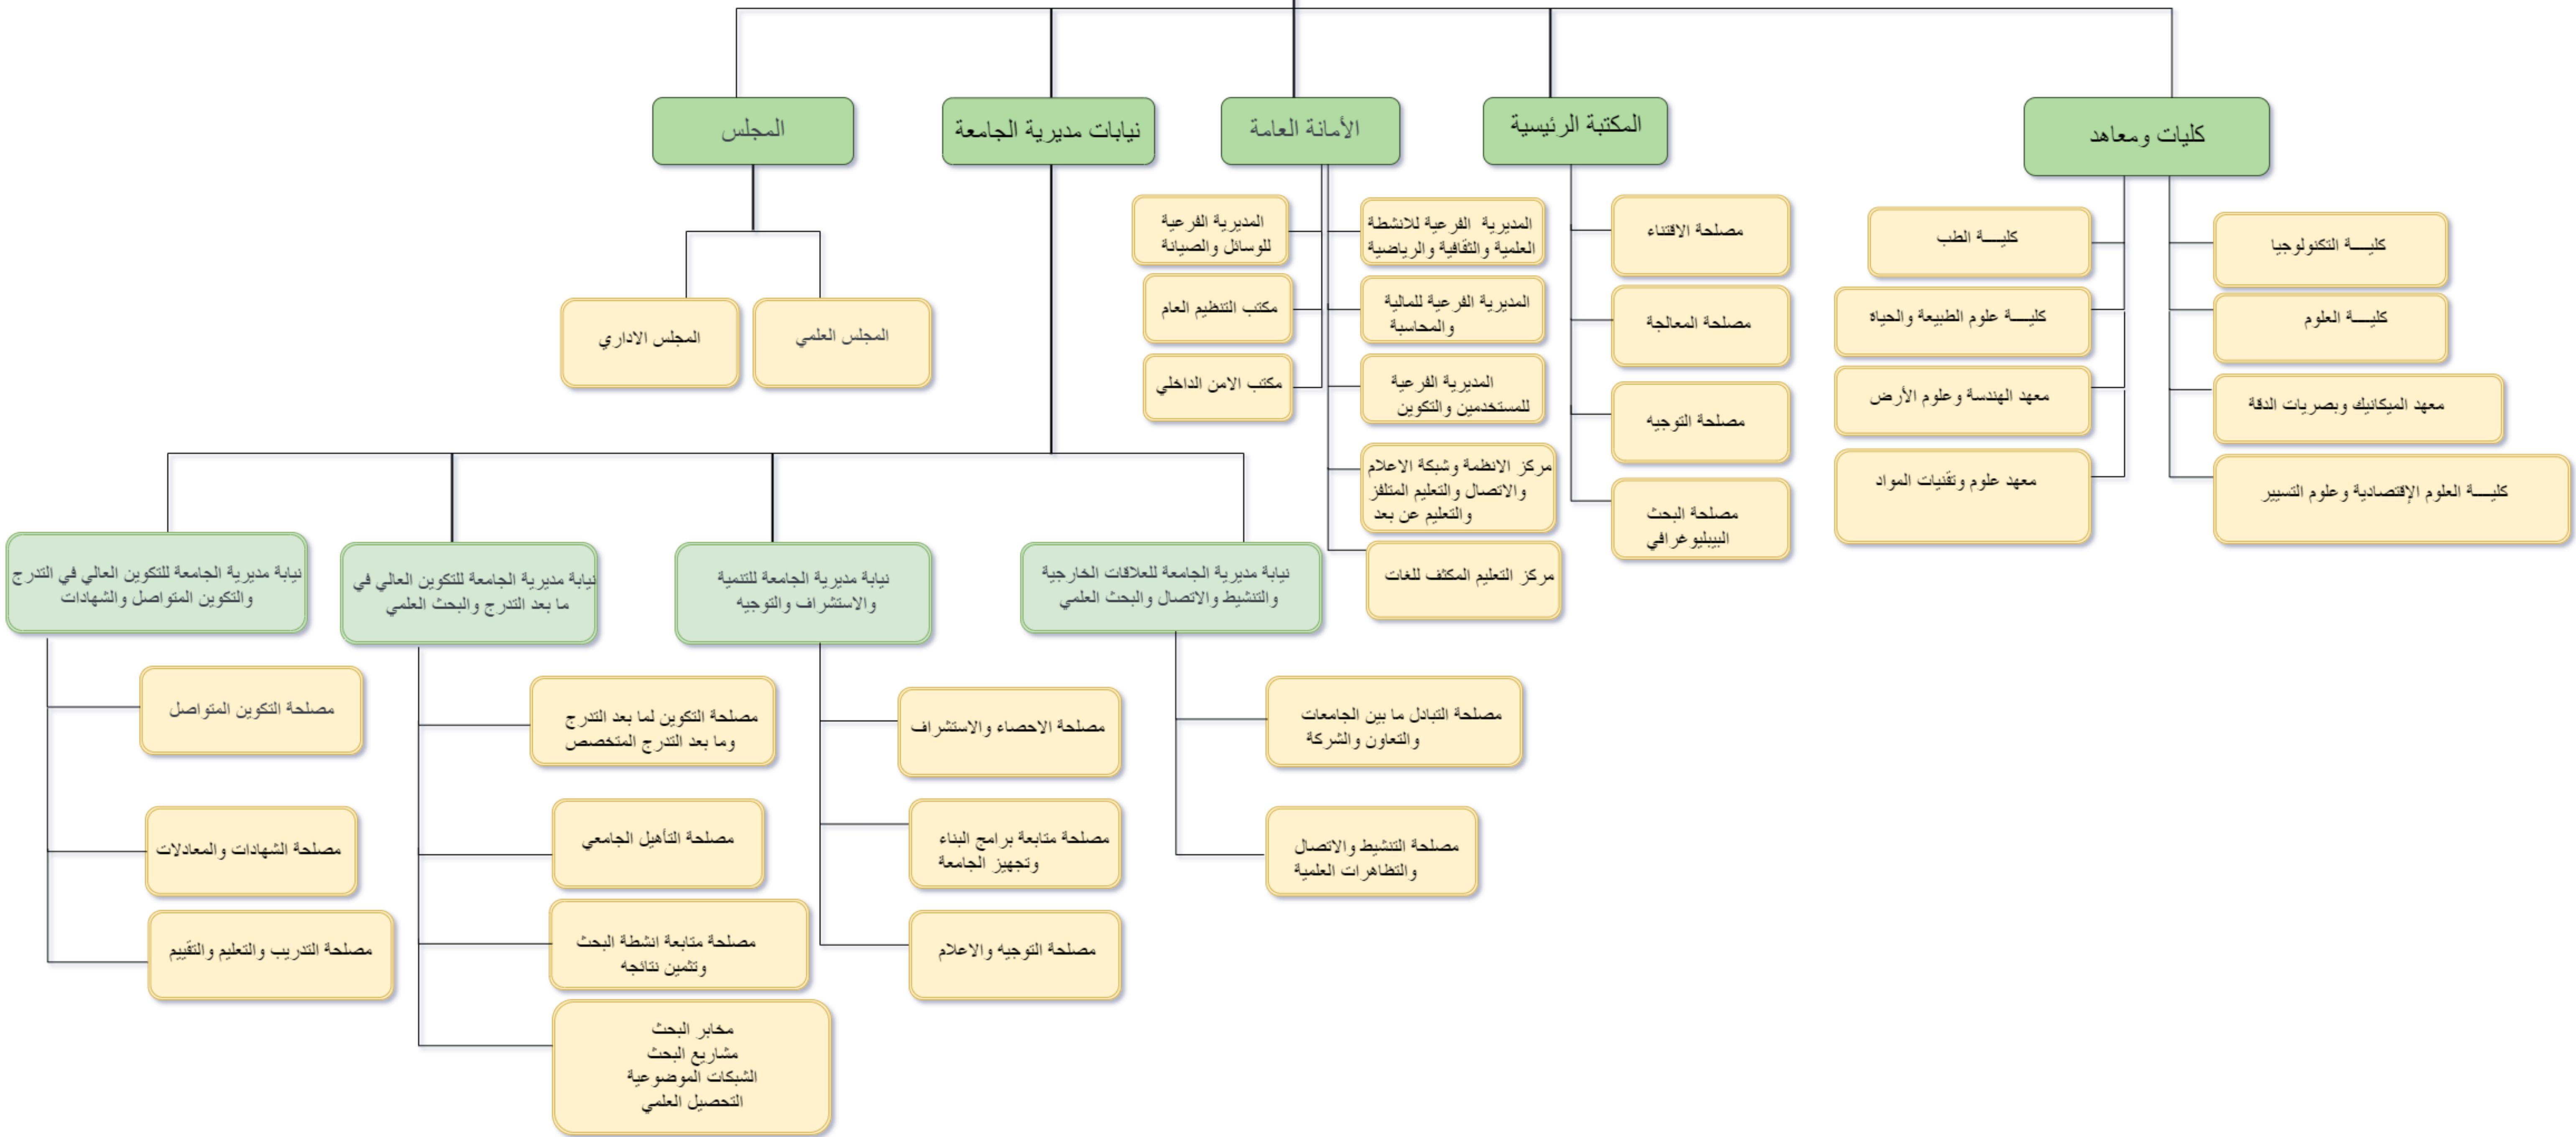 كليات ومعاهد
المكتبة الرئيسية
الأمانة العامة
نيابات مديرية الجامعة
المجلس
كليـــة التكنولوجيا
كليـــة العلوم
معهد الميكانيك وبصريات الدقة
كليـــة العلوم الإقتصادية وعلوم التسيير
كليـــة الطب
كليـــة علوم الطبيعة والحياة
معهد الهندسة وعلوم الأرض
معهد علوم وتقنيات المواد
مصلحة الاقتناء
مصلحة المعالجة
مصلحة التوجيه
مصلحة البحث
البيبليوغرافي
المديرية الفرعية للانشطة
العلمية والثقافية والرياضية
المديرية الفرعية للمالية
والمحاسبة
المديرية الفرعية
للمستخدمين والتكوين
مركز الانظمة وشبكة الاعلام
والاتصال والتعليم المتلفز
والتعليم عن بعد
مركز التعليم المكثف للغات
المديرية الفرعية
للوسائل والصيانة
مكتب التنظيم العام
مكتب الامن الداخلي
المجلس العلمي
المجلس الاداري
نيابة مديرية الجامعة للعلاقات الخارجية
والتنشيط والاتصال والبحث العلمي
مصلحة التبادل ما بين الجامعات
والتعاون والشركة
مصلحة التنشيط والاتصال
والتظاهرات العلمية
نيابة مديرية الجامعة للتنمية
والاستشراف والتوجيه
مصلحة الاحصاء والاستشراف
مصلحة متابعة برامج البناء
وتجهيز الجامعة
مصلحة التوجيه والاعلام
نيابة مديرية الجامعة للتكوين العالي في
ما بعد التدرج والبحث العلمي
مصلحة التكوين لما بعد التدرج
وما بعد التدرج المتخصص
مصلحة التأهيل الجامعي
مصلحة متابعة انشطة البحث
وتثمين نتائجه
مخابر البحث
مشاريع البحث
الشبكات الموضوعية
التحصيل العلمي
نيابة مديرية الجامعة للتكوين العالي في التدرج
والتكوين المتواصل والشهادات
مصلحة التكوين المتواصل
مصلحة الشهادات والمعادلات
مصلحة التدريب والتعليم والتقييم